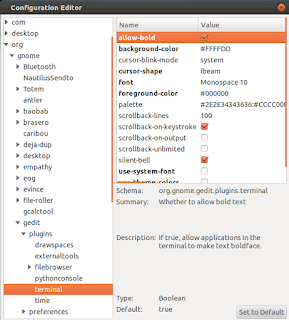 Configuration Editor
com
desktop
org
gnome
Bluetooth
NautilusSendto
Totem
antler
baobab
brasero
caribou
deja-dup
desktop
empathy
eog
evince
file-roller
gcalctool
gedit
plugins
drawspaces
externaltools
filebrowser
pythonconsole
terminal
time
preferences
Name Value
allow-bold
background-color #FFFFDD
cursor-blink-mode system
cursor-shape ibeam
font Monospace 10
foreground-color #000000
palette #2E2E34343636:#CCCC00
scrollback-lines 100
scrollback-on-keystroke
scrollback-on-output
scrollback-unlimited
silent-bell
use-system-font
Schema: org.gnome.gedit.plugins.terminal
Summary: Whether to allow bold text
Description: If true, allow applications in the
terminal to make text boldface.
Type: Boolean
Default: true
Set to Default